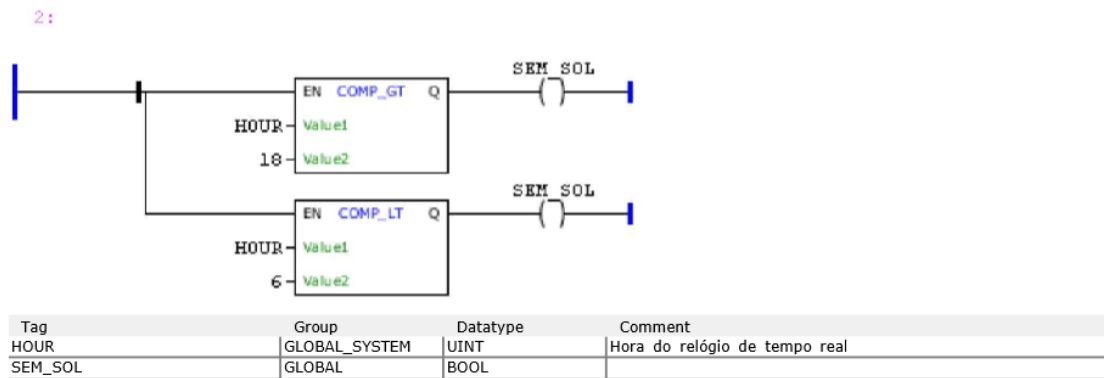 2:
SEM_SOL
EN COMP_GT Q
HOUR Value1
18 Value2
SEM_SOL
EN COMP_LT Q
HOUR Value1
6 Value2
Tag Group Datatype Comment
HOUR GLOBAL_SYSTEM UINT Hora do relógio de tempo real
SEM_SOL GLOBAL BOOL